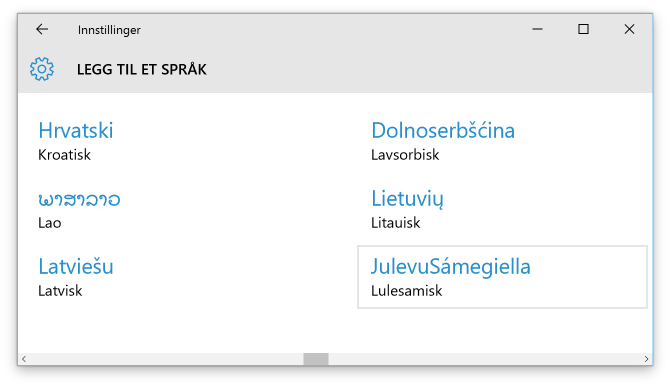 Innstillinger
LEGG TIL ET SPRÅK
Hrvatski
Kroatisk
Dolnoserbšćina
Lavsorbisk
ພາສາລາວ
Lao
Lietuvių
Litauisk
Latviešu
Latvisk
JulevuSámegiella
Lulesamisk